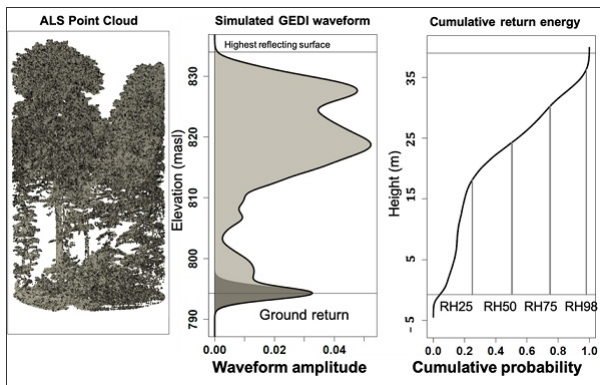 ALS Point Cloud
Simulated GEDI waveform
Cumulative return energy
Highest reflecting surface
Elevation (masl)
830
820
810
800
790
Ground return
0.00
0.02
0.04
Waveform amplitude
Height (m)
35
25
15
5
-5
RH25
RH50
RH75
RH98
0.0
0.2
0.4
0.6
0.8
1.0
Cumulative probability